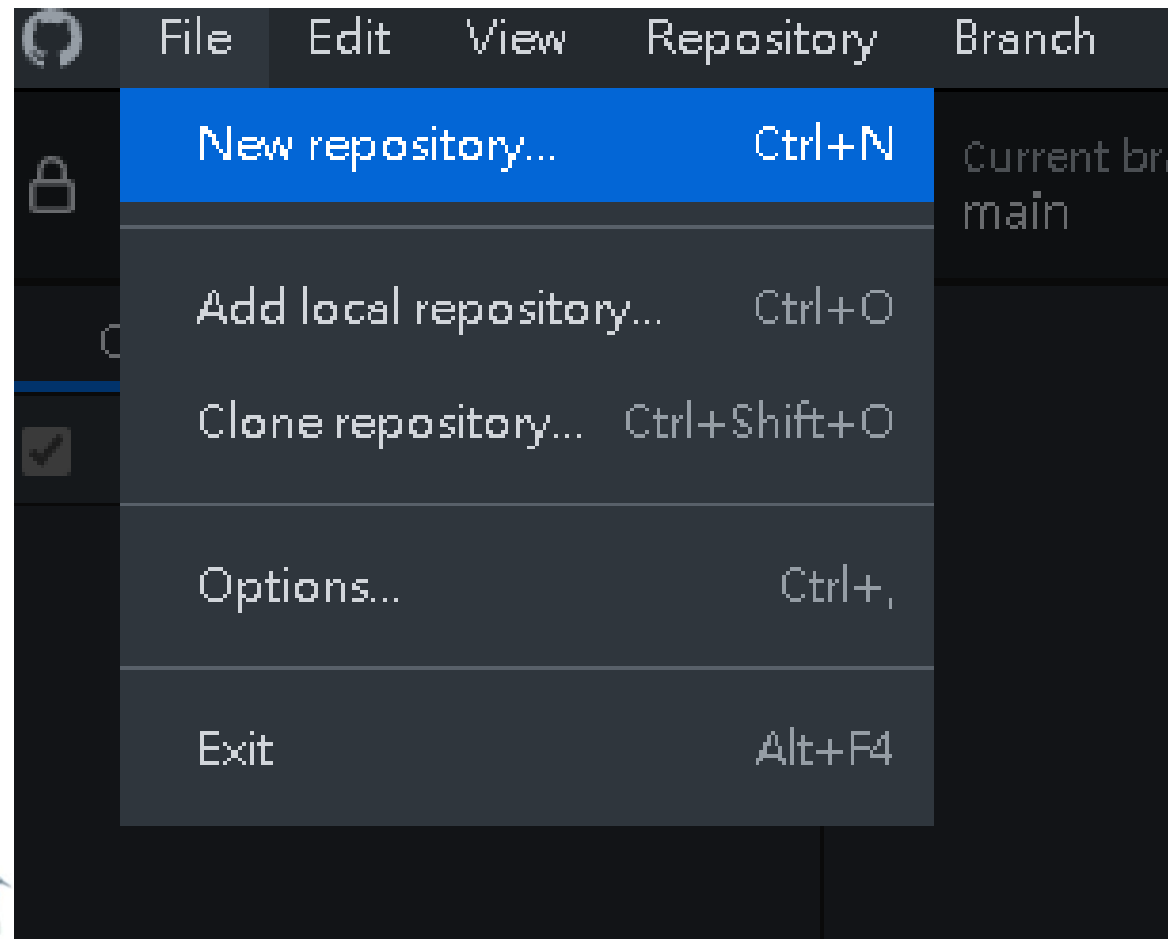 File Edit View Repository Branch
New repository... Ctrl+N
Current
main
Add local repository... Ctrl+O
Clone repository... Ctrl+Shift+O
Options... Ctrl+,
Exit Alt+F4